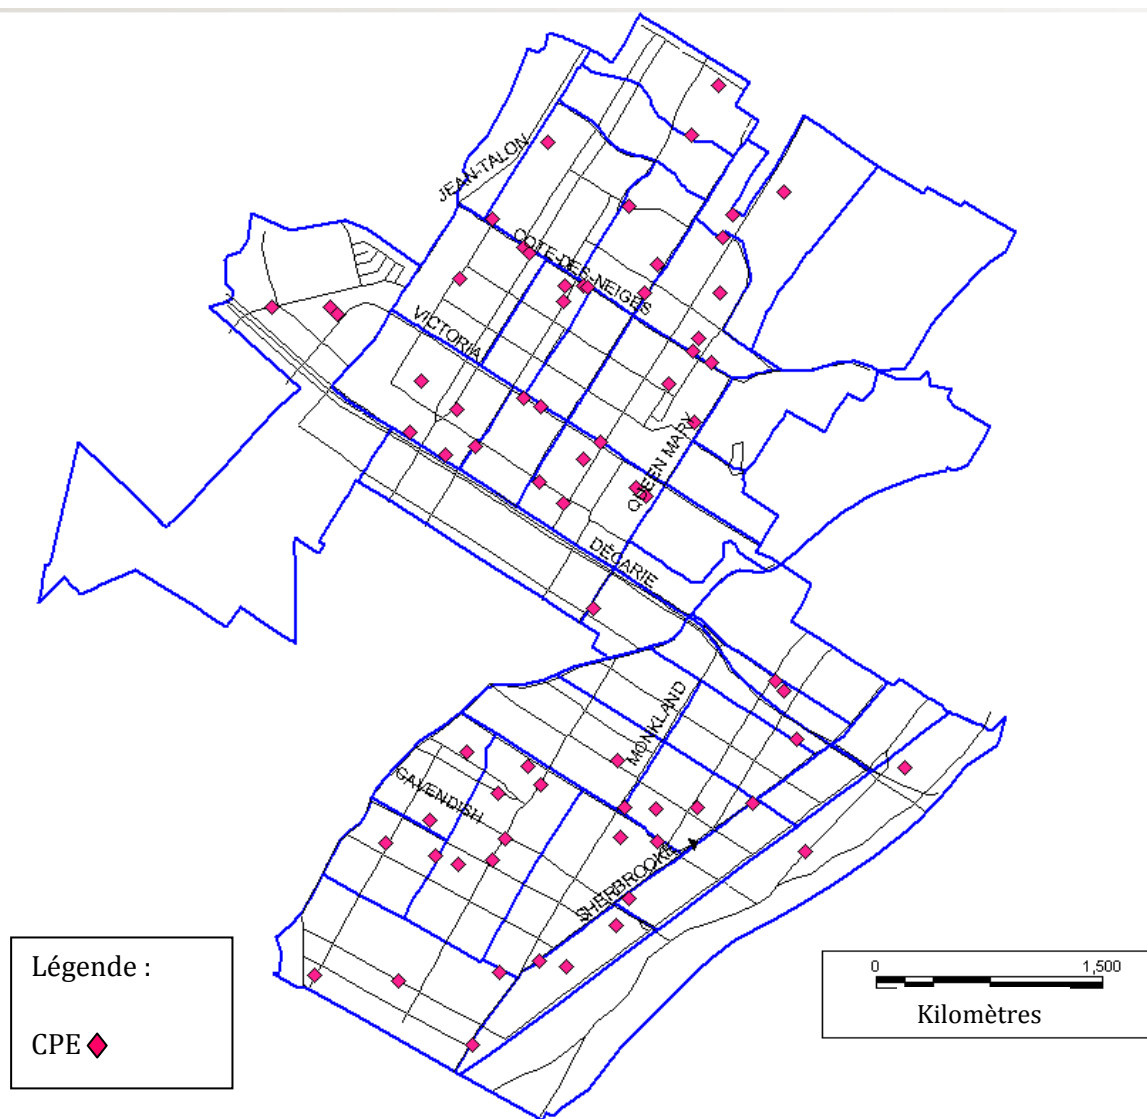 JEAN-TALON
COTE-DES-NEIGES
VICTORIA
QUEEN MARY
DÉCARIE
MONKLAND
CAVENDISH
SHERBROOKE
Légende :
CPE
0 1,500
Kilomètres